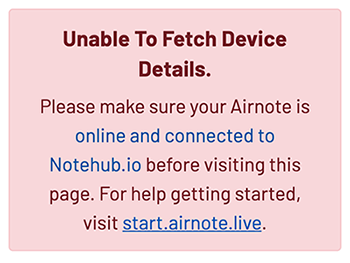 Unable To Fetch Device
Details.
Please make sure your Airnote is
online and connected to
Notehub.io before visiting this
page. For help getting started,
visit start.airnote.live.